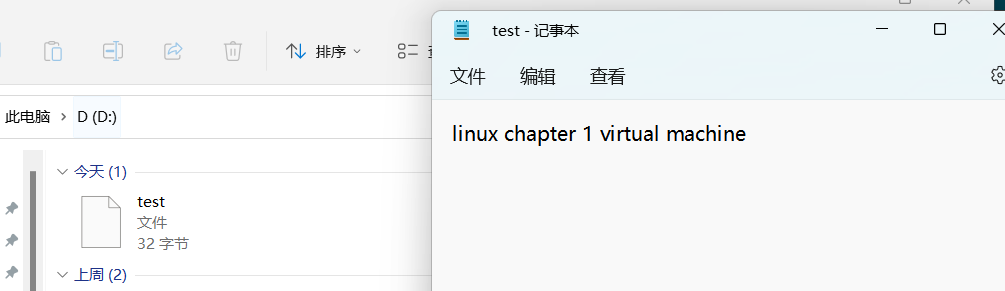 排序
此电脑 > D (D:)
今天 (1)
test
文件
32 字节
上周 (2)
test - 记事本
文件 编辑 查看
linux chapter 1 virtual machine